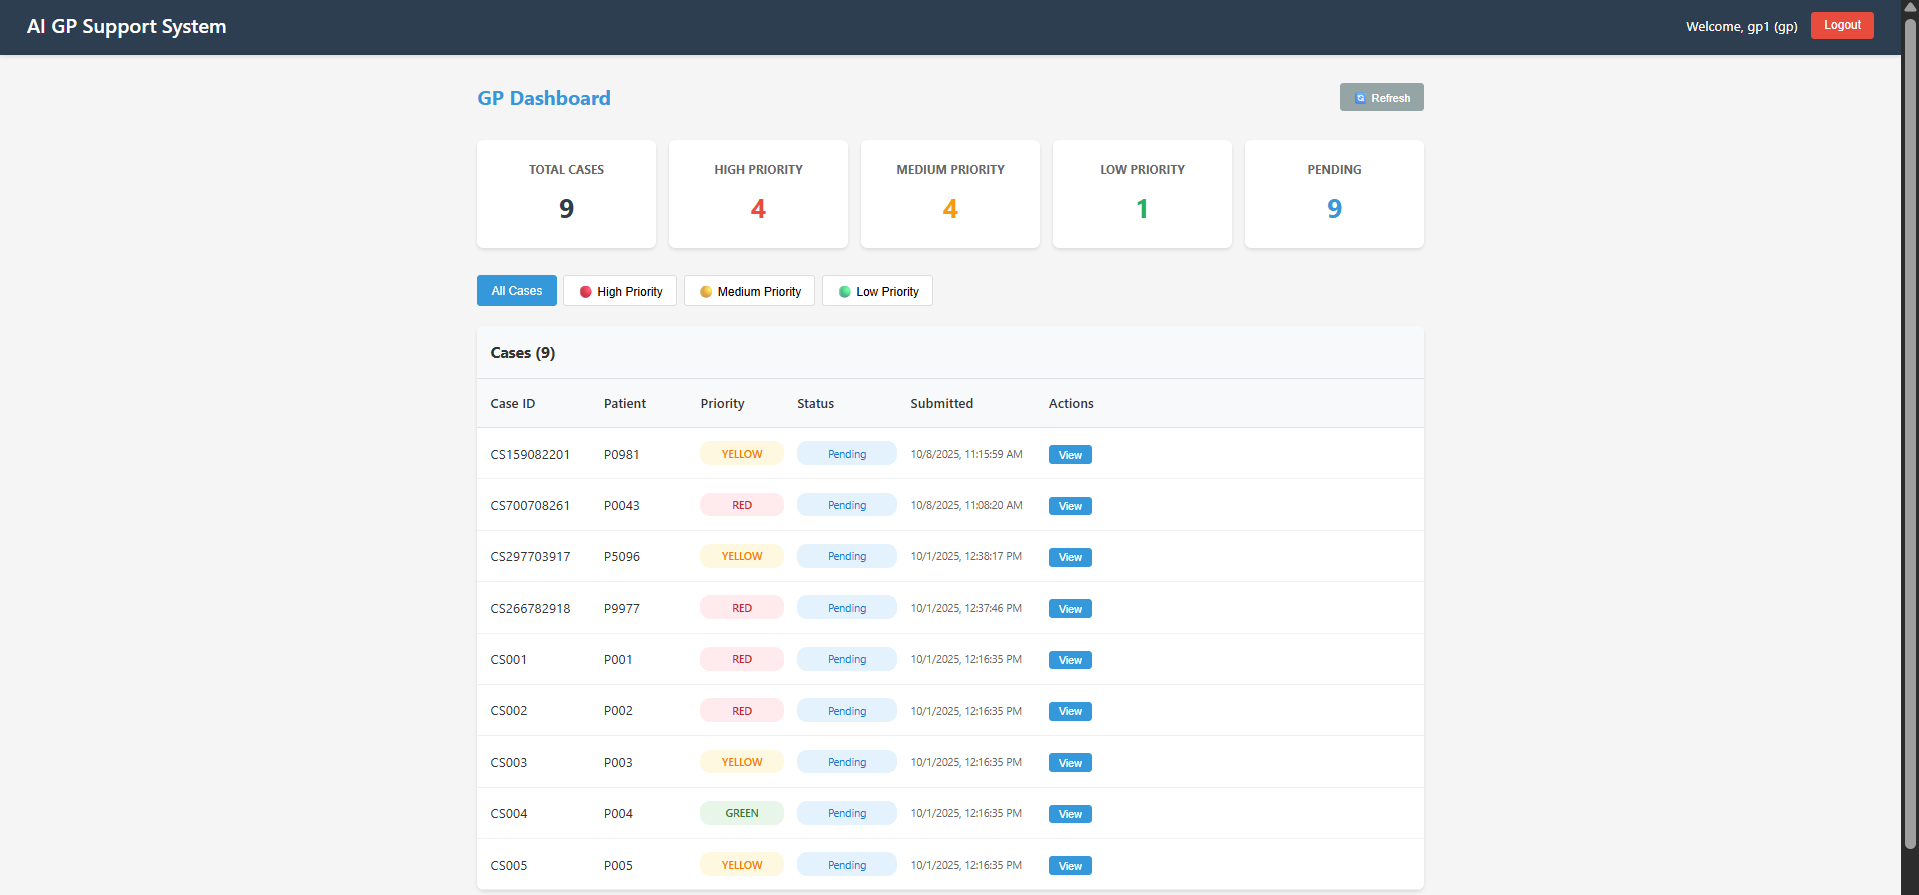 AI GP Support System
Welcome, gp1 (gp) Logout
GP Dashboard
Refresh
TOTAL CASES HIGH PRIORITY MEDIUM PRIORITY LOW PRIORITY PENDING
9 4 4 1 9
All Cases High Priority Medium Priority Low Priority
Cases (9)
Case ID Patient Priority Status Submitted Actions
CS159082201 P0981 YELLOW Pending 10/8/2025, 11:15:59 AM View
CS700708261 P0043 RED Pending 10/8/2025, 11:08:20 AM View
CS297703917 P5096 YELLOW Pending 10/1/2025, 12:38:17 PM View
CS266782918 P9977 RED Pending 10/1/2025, 12:37:46 PM View
CS001 P001 RED Pending 10/1/2025, 12:16:35 PM View
CS002 P002 RED Pending 10/1/2025, 12:16:35 PM View
CS003 P003 YELLOW Pending 10/1/2025, 12:16:35 PM View
CS004 P004 GREEN Pending 10/1/2025, 12:16:35 PM View
CS005 P005 YELLOW Pending 10/1/2025, 12:16:35 PM View